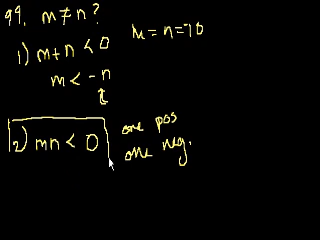 99. m ≠ n?
1) m+n < 0
m < -n
m = n = -10
2) mn < 0
one pos
one neg.